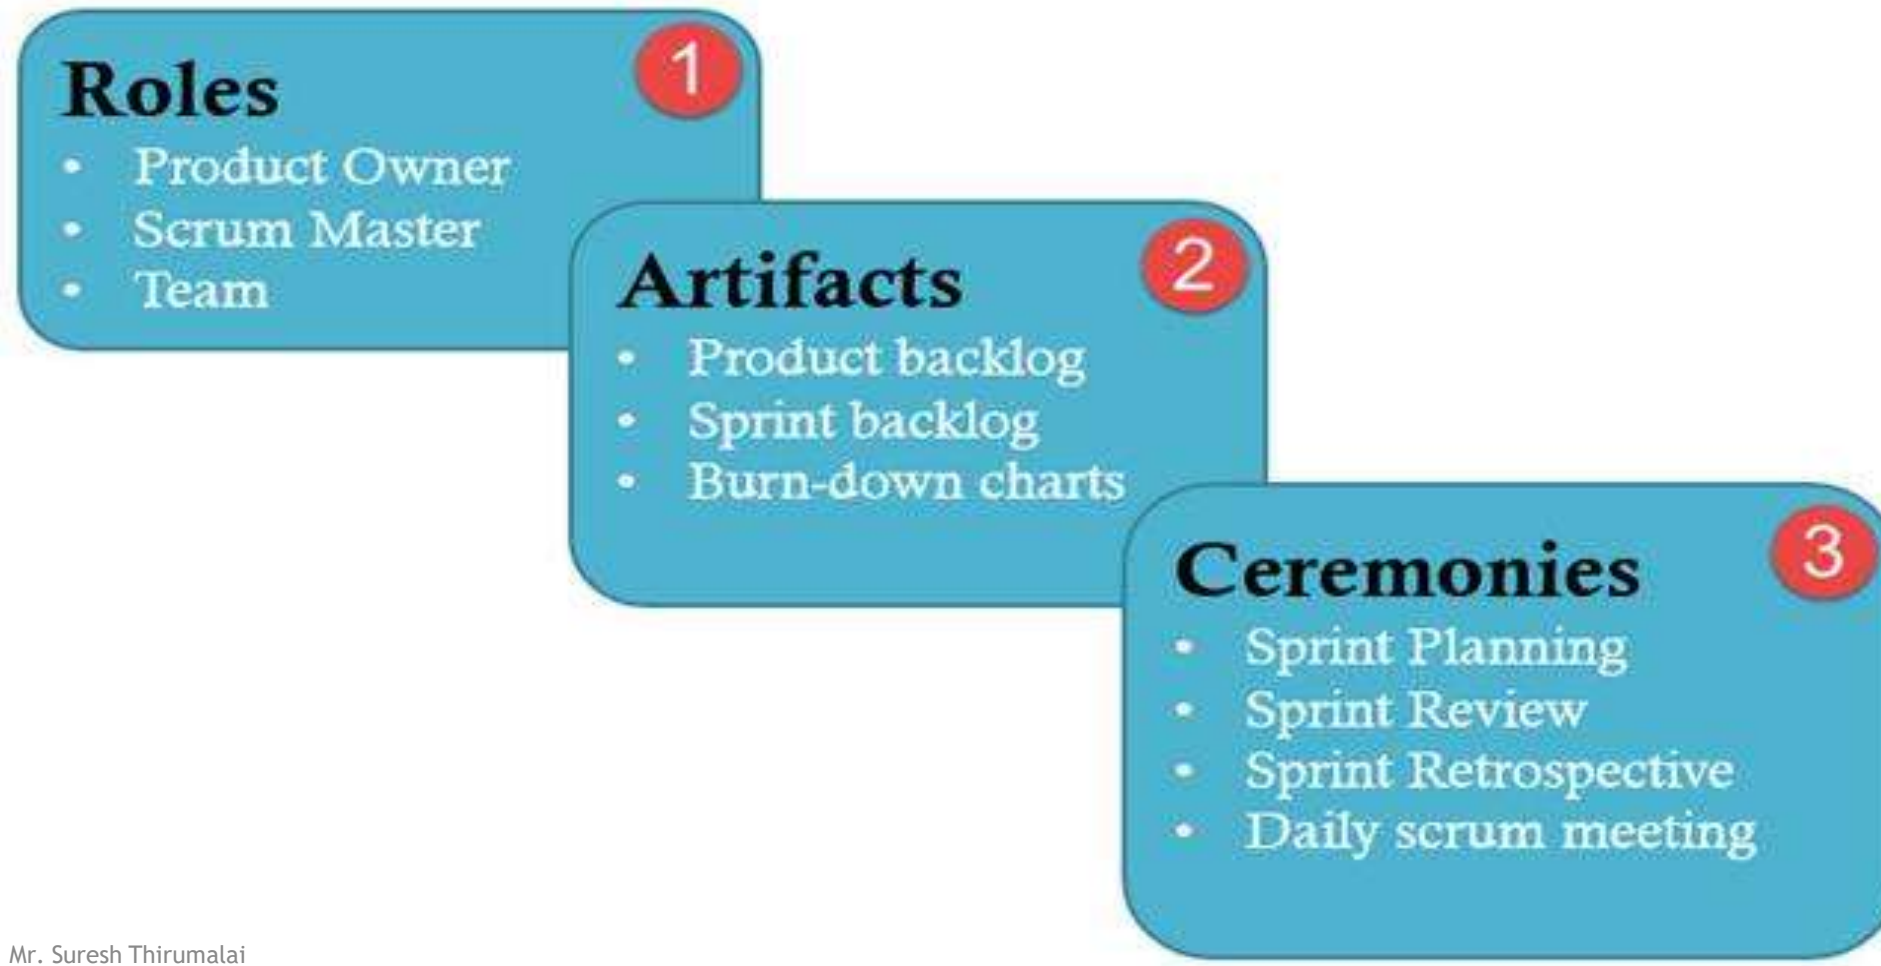 Roles
1
• Product Owner
• Scrum Master
• Team
Artifacts
2
• Product backlog
• Sprint backlog
• Burn-down charts
Ceremonies
3
• Sprint Planning
• Sprint Review
• Sprint Retrospective
• Daily scrum meeting
Mr. Suresh Thirumalai